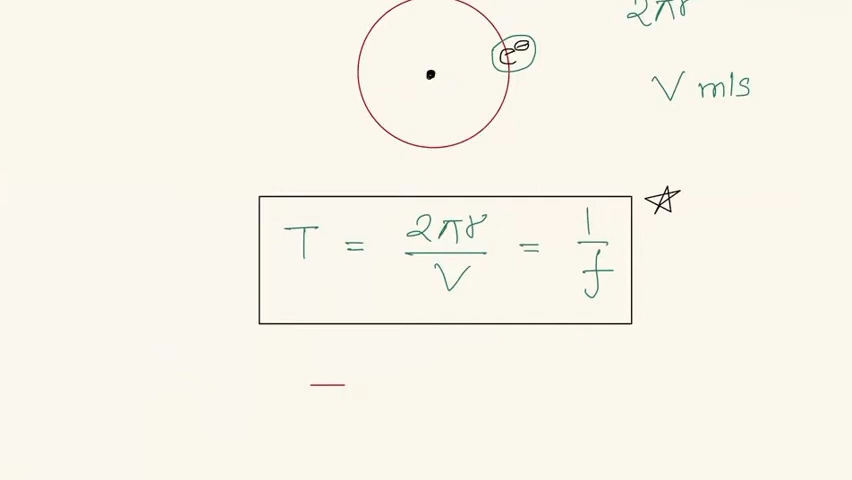 2πr
e⊖
V m/s
T = 2πr/V = 1/f